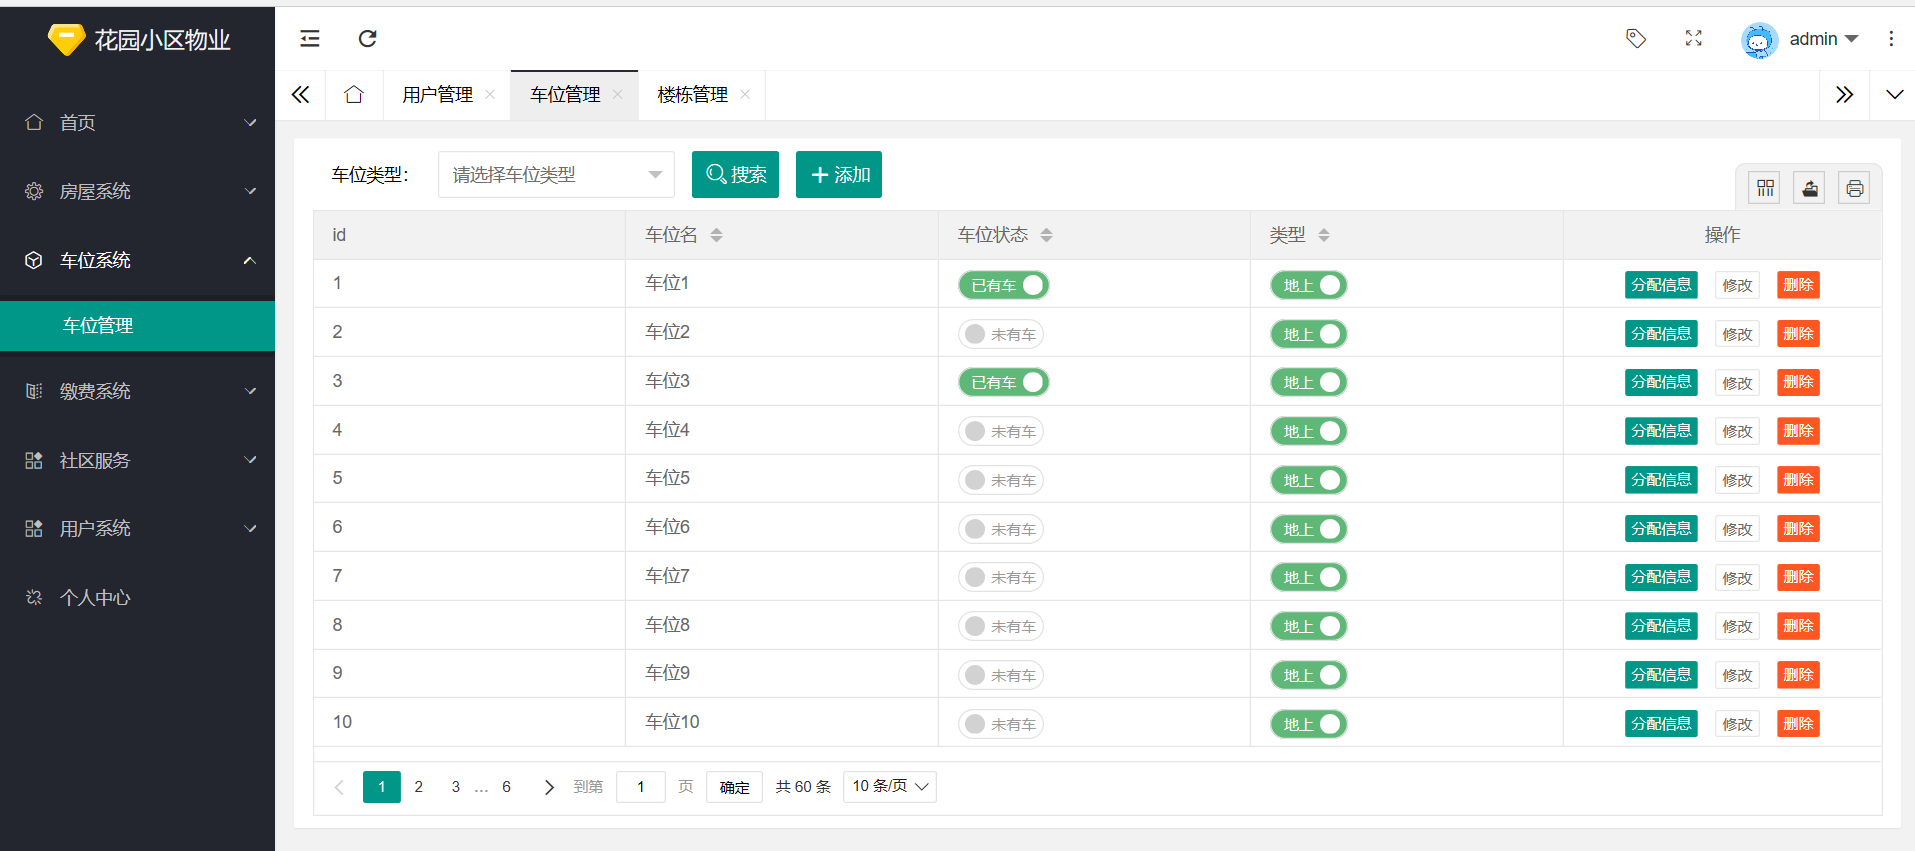 花园小区物业
admin
用户管理
车位管理
楼栋管理
首页
房屋系统
车位系统
车位管理
缴费系统
社区服务
用户系统
个人中心
车位类型:
请选择车位类型
搜索
添加
id 车位名 车位状态 类型 操作
1 车位1 已有车 地上 分配信息 修改 删除
2 车位2 未有车 地上 分配信息 修改 删除
3 车位3 已有车 地上 分配信息 修改 删除
4 车位4 未有车 地上 分配信息 修改 删除
5 车位5 未有车 地上 分配信息 修改 删除
6 车位6 未有车 地上 分配信息 修改 删除
7 车位7 未有车 地上 分配信息 修改 删除
8 车位8 未有车 地上 分配信息 修改 删除
9 车位9 未有车 地上 分配信息 修改 删除
10 车位10 未有车 地上 分配信息 修改 删除
1 2 3 … 6 到第 1 页 确定 共 60 条 10 条/页